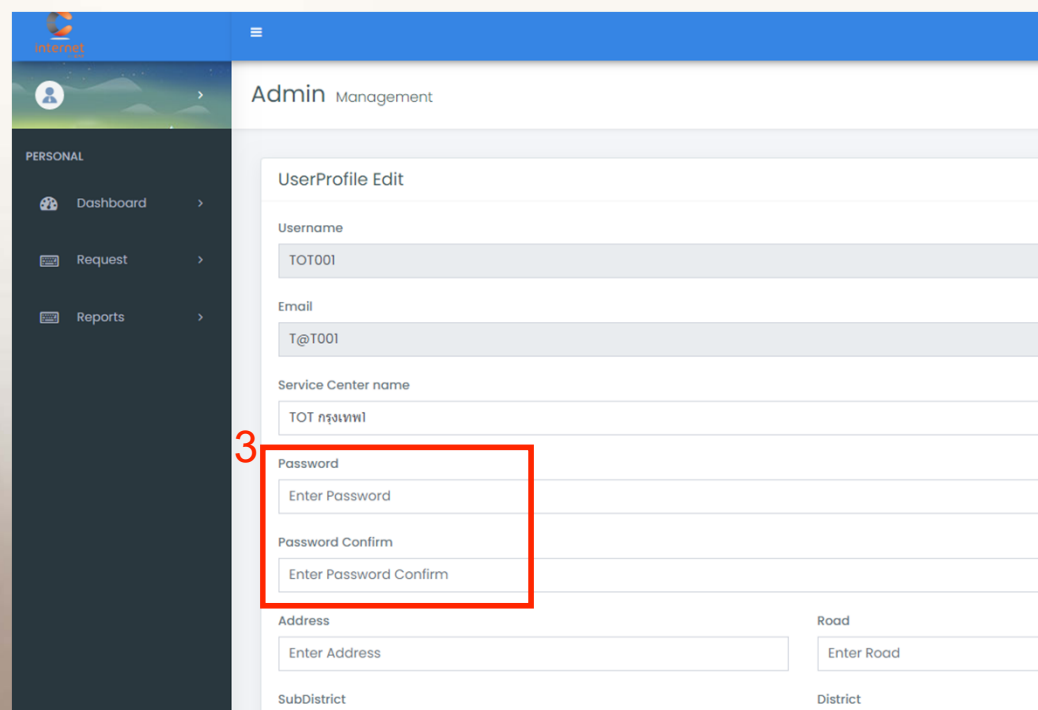 internet
Admin Management
PERSONAL
Dashboard
Request
Reports
UserProfile Edit
Username
TOT001
Email
T@T001
Service Center name
TOT กรุงเทพ1
3
Password
Enter Password
Password Confirm
Enter Password Confirm
Address
Road
Enter Address
Enter Road
SubDistrict
District